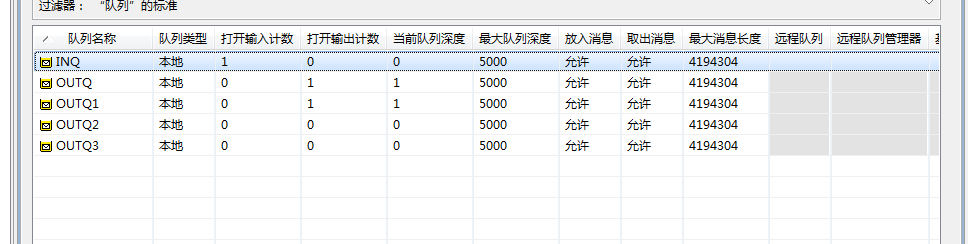 过滤器： “队列”的标准
队列名称 队列类型 打开输入计数 打开输出计数 当前队列深度 最大队列深度 放入消息 取出消息 最大消息长度 远程队列 远程队列管理器
INQ 本地 1 0 0 5000 允许 允许 4194304
OUTQ 本地 0 1 1 5000 允许 允许 4194304
OUTQ1 本地 0 1 1 5000 允许 允许 4194304
OUTQ2 本地 0 0 0 5000 允许 允许 4194304
OUTQ3 本地 0 0 0 5000 允许 允许 4194304